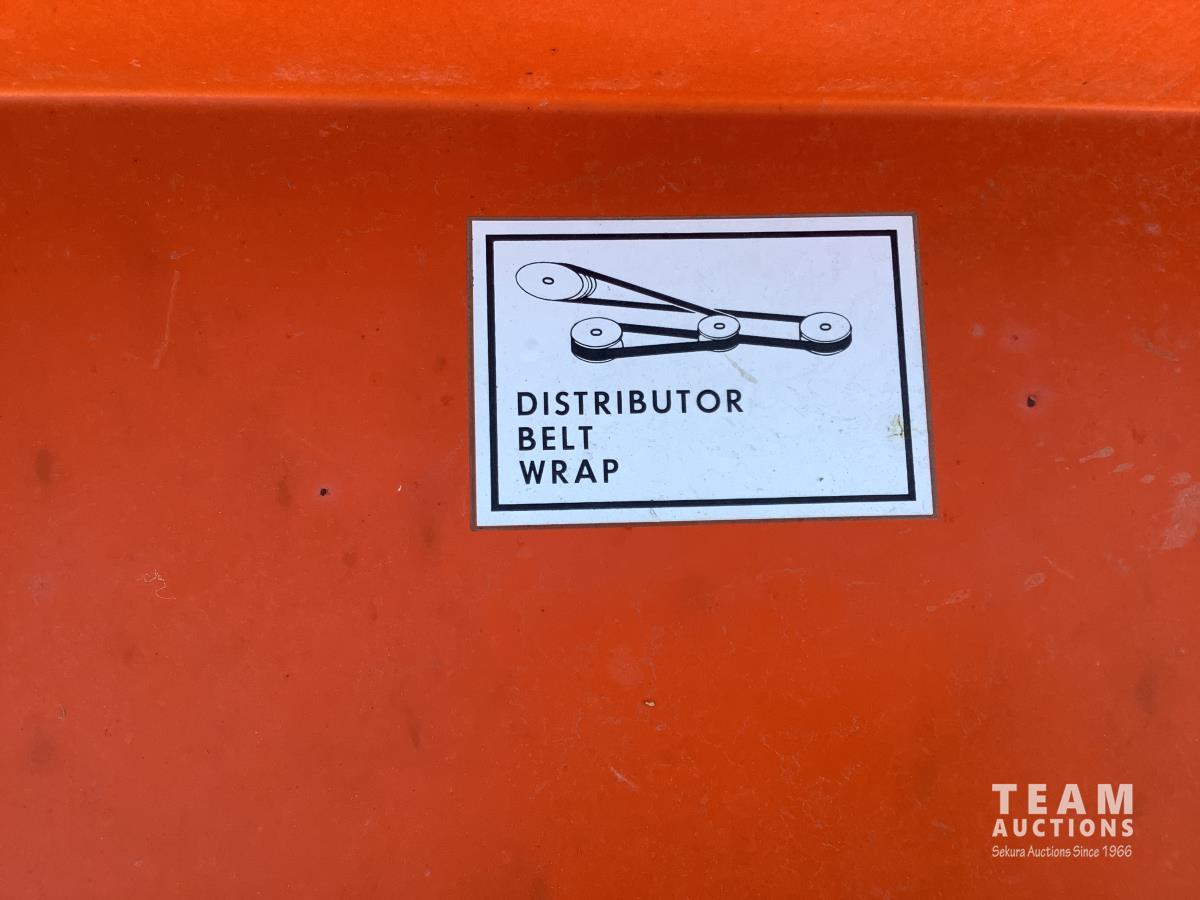 DISTRIBUTOR
BELT
WRAP
TEAM
AUCTIONS
Sekura Auctions Since 1966